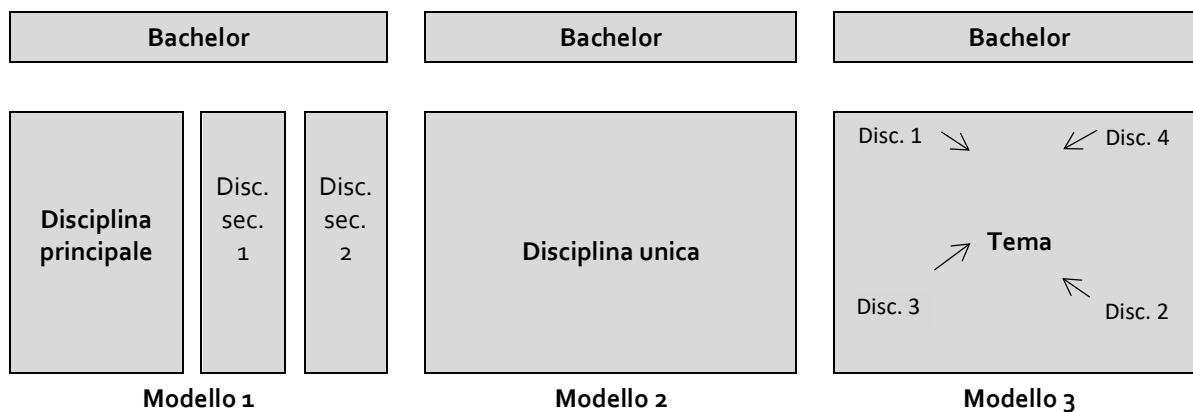 Bachelor
Disciplina
principale
Disc.
sec.
1
Disc.
sec.
2
Modello 1
Bachelor
Disciplina unica
Modello 2
Bachelor
Disc. 1
Disc. 4
Tema
Disc. 3
Disc. 2
Modello 3